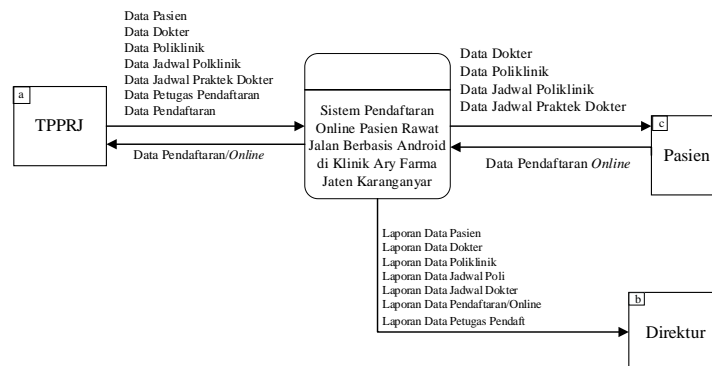 Data Pasien
Data Dokter
Data Poliklinik
Data Jadwal Polklinik
Data Jadwal Praktek Dokter
Data Petugas Pendaftaran
Data Pendaftaran
a
TPPRJ
Data Pendaftaran/Online
Sistem Pendaftaran
Online Pasien Rawat
Jalan Berbasis Android
di Klinik Ary Farma
Jaten Karanganyar
Data Dokter
Data Poliklinik
Data Jadwal Poliklinik
Data Jadwal Praktek Dokter
c
Pasien
Data Pendaftaran Online
Laporan Data Pasien
Laporan Data Dokter
Laporan Data Poliklinik
Laporan Data Jadwal Poli
Laporan Data Jadwal Dokter
Laporan Data Pendaftaran/Online
Laporan Data Petugas Pendaft
b
Direktur